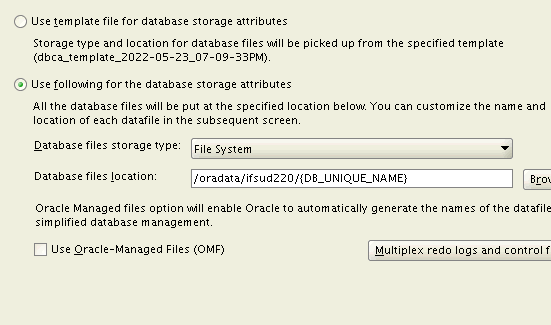 Use template file for database storage attributes
Storage type and location for database files will be picked up from the specified template
(dbca_template_2022-05-23_07-09-33PM).
Use following for the database storage attributes
All the database files will be put at the specified location below. You can customize the name and
location of each datafile in the subsequent screen.
Database files storage type: File System
Database files location: /oradata/ifsud220/{DB_UNIQUE_NAME}
Oracle Managed files option will enable Oracle to automatically generate the names of the datafile
simplified database management.
Use Oracle-Managed Files (OMF)
Multiplex redo logs and control f